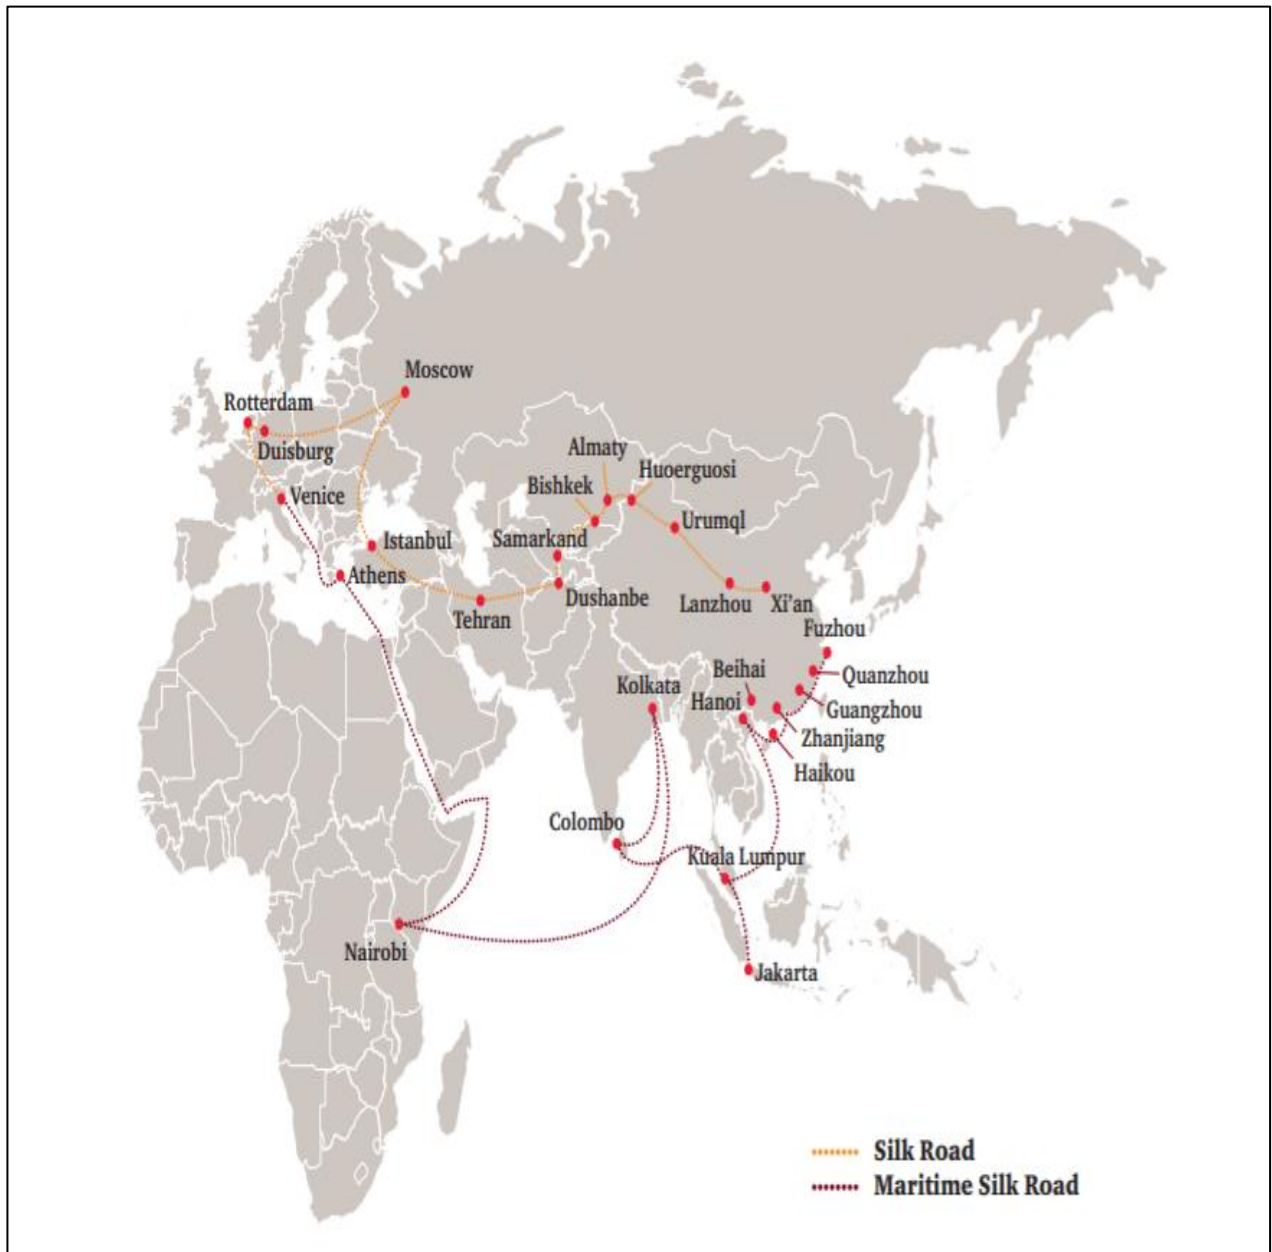 Moscow
Rotterdam
Duisburg
Almaty
Huoerguosi
Bishkek
Venice
Urumql
Istanbul
Samarkand
Athens
Dushanbe
Tehran
Lanzhou
Xi'an
Fuzhou
Beihai
Quanzhou
Kolkata
Hanoi
Guangzhou
Zhanjiang
Haikou
Colombo
Kuala Lumpur
Nairobi
Jakarta
Silk Road
Maritime Silk Road